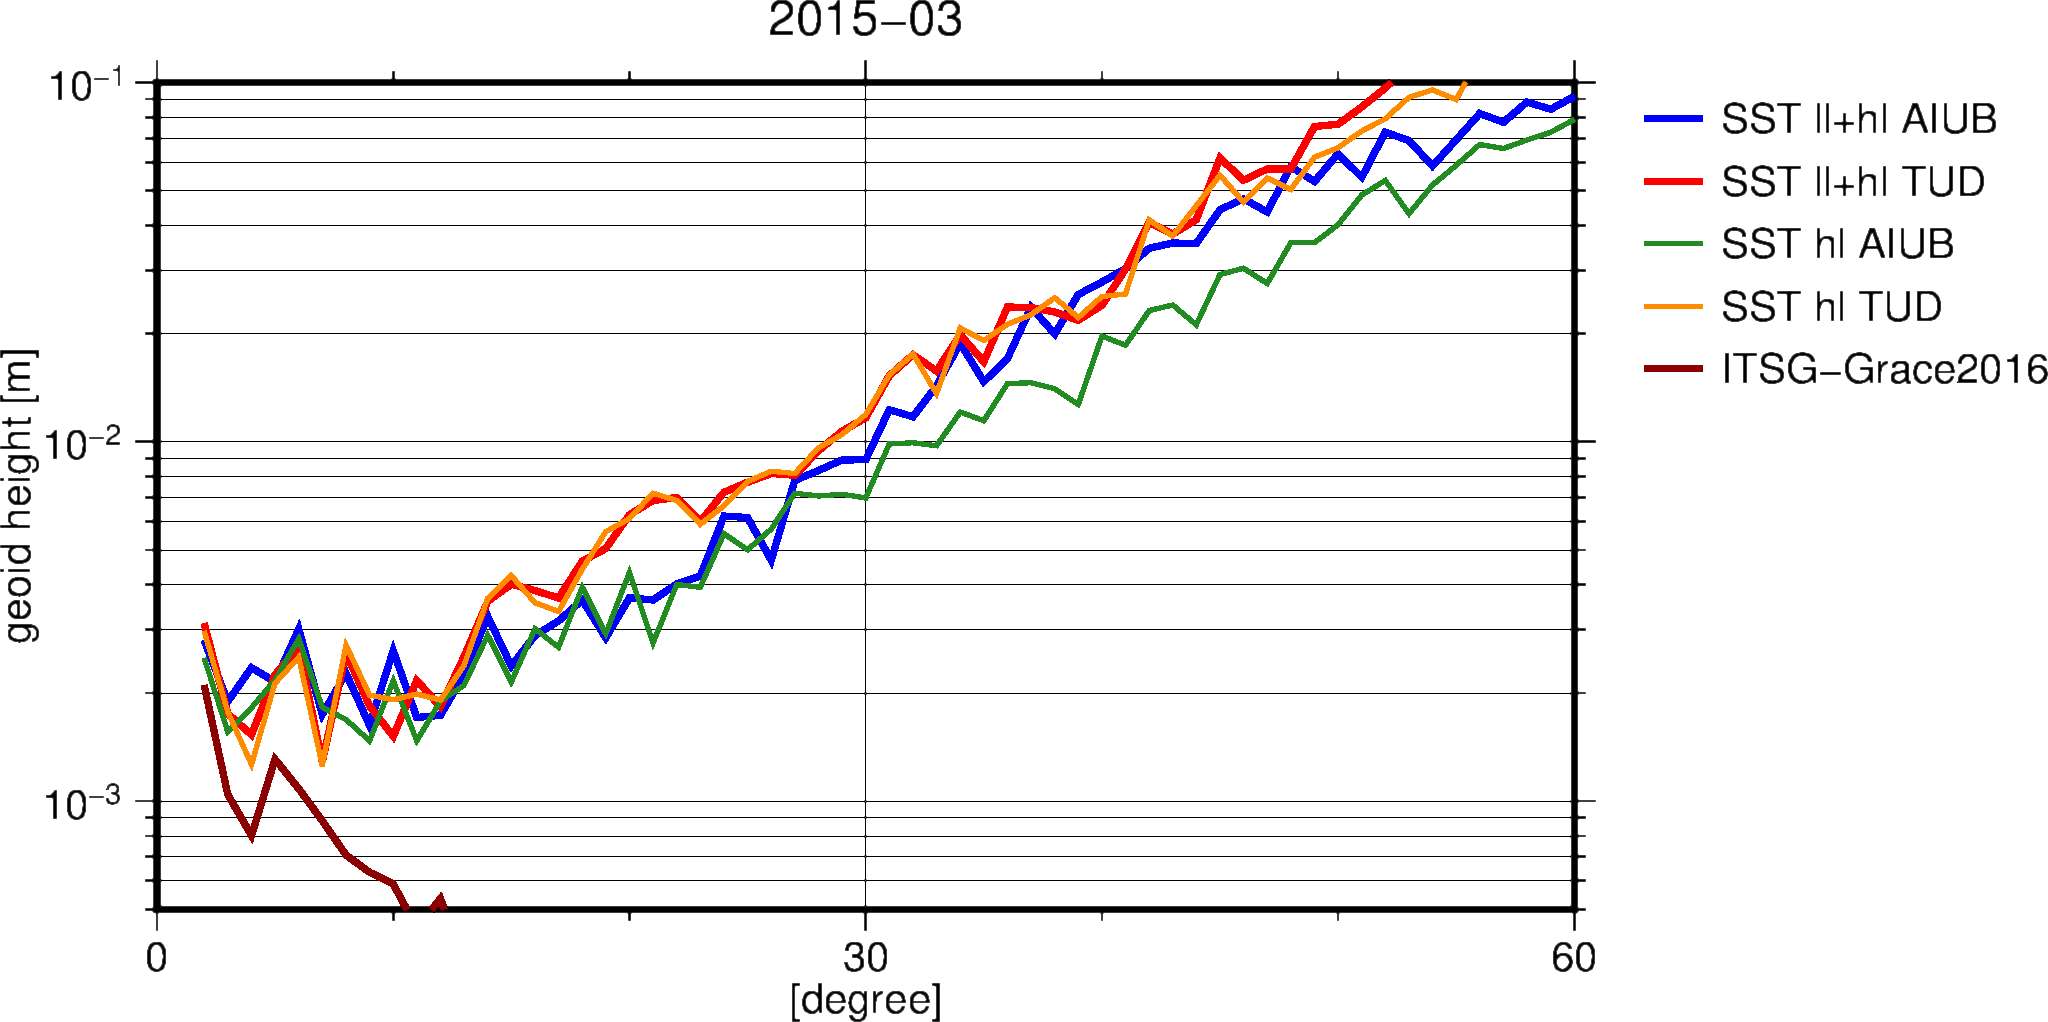 2015−03
10−1
10−2
10−3
geoid height [m]
0
30
60
[degree]
SST ll+hl AIUB
SST ll+hl TUD
SST hl AIUB
SST hl TUD
ITSG−Grace2016